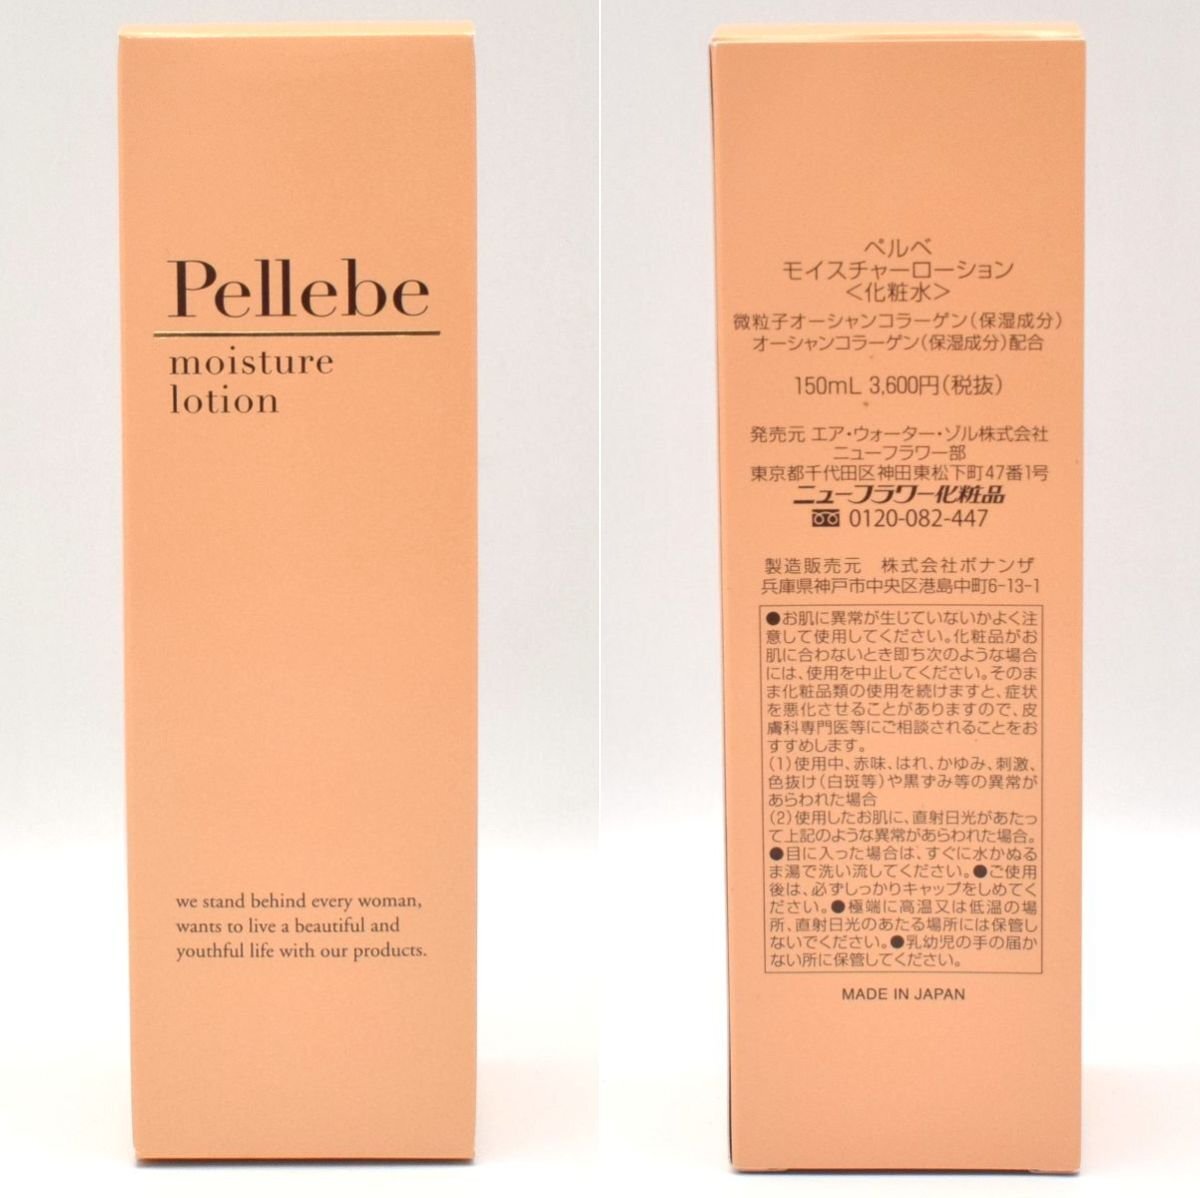 Pellebe
moisture
lotion
we stand behind every woman,
wants to live a beautiful and
youthful life with our products.
ペルベ
モイスチャーローション
＜化粧水＞
微粒子オーシャンコラーゲン（保湿成分）
オーシャンコラーゲン（保湿成分）配合
150mL 3,600円（税抜）
発売元 エア・ウォーター・ゾル株式会社
ニューフラワー部
東京都千代田区神田東松下町47番1号
ニューフラワー化粧品
0120-082-447
製造販売元 株式会社ボナンザ
兵庫県神戸市中央区港島中町6-13-1
●お肌に異常が生じていないかよく注
意して使用してください。化粧品がお
肌に合わないとき即ち次のような場合
には、使用を中止してください。そのま
ま化粧品類の使用を続けますと、症状
を悪化させることがありますので、皮
膚科専門医等にご相談されることをお
すすめします。
(1)使用中、赤味、はれ、かゆみ、刺激、
色抜け（白斑等）や黒ずみ等の異常が
あらわれた場合
(2)使用したお肌に、直射日光があたっ
て上記のような異常があらわれた場合。
●目に入った場合は、すぐに水かぬる
ま湯で洗い流してください。●ご使用
後は、必ずしっかりキャップをしめてく
ださい。●極端に高温又は低温の場
所、直射日光のあたる場所には保管し
ないでください。●乳幼児の手の届か
ない所に保管してください。
MADE IN JAPAN